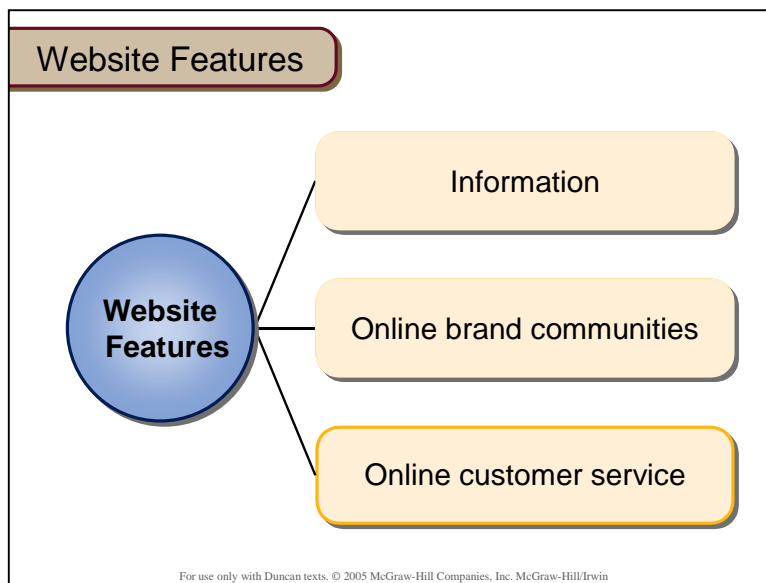 Website Features
Information
Website
Features
Online brand communities
Online customer service
For use only with Duncan texts. © 2005 McGraw-Hill Companies, Inc. McGraw-Hill/Irwin